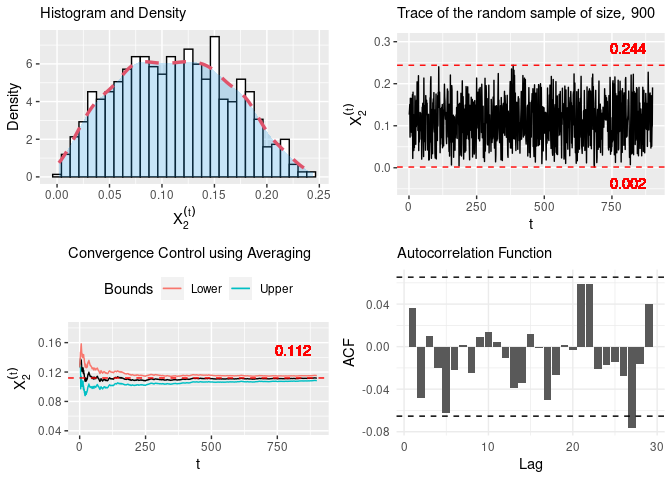 Histogram and Density
Density
6
4
2
0
0.00 0.05 0.10 0.15 0.20 0.25
X₂⁽ᵗ⁾
Trace of the random sample of size, 900
X₂⁽ᵗ⁾
0.3
0.2
0.1
0.0
0.244
0.002
0 250 500 750
t
Convergence Control using Averaging
Bounds Lower Upper
X₂⁽ᵗ⁾
0.16
0.12
0.08
0.04
0.112
0 250 500 750
t
Autocorrelation Function
ACF
0.04
0.00
-0.04
-0.08
0 10 20 30
Lag